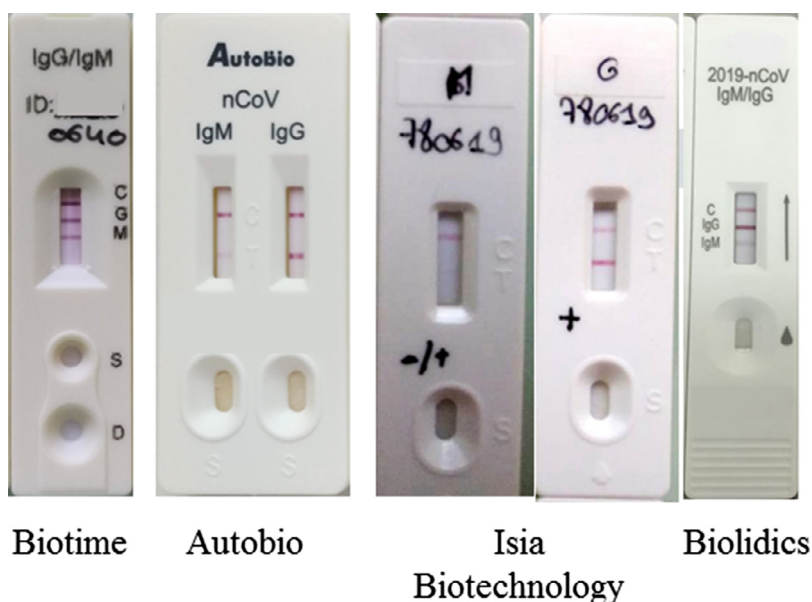 IgG/IgM
ID:
0640
C
G
M
S
D
AutoBio
nCoV
IgM IgG
C
T
S S
M
780619
C
T
-/+
S
G
780619
C
T
+
S
2019-nCoV
IgM/IgG
C
IgG
IgM
Biotime
Autobio
Isia
Biotechnology
Biolidics